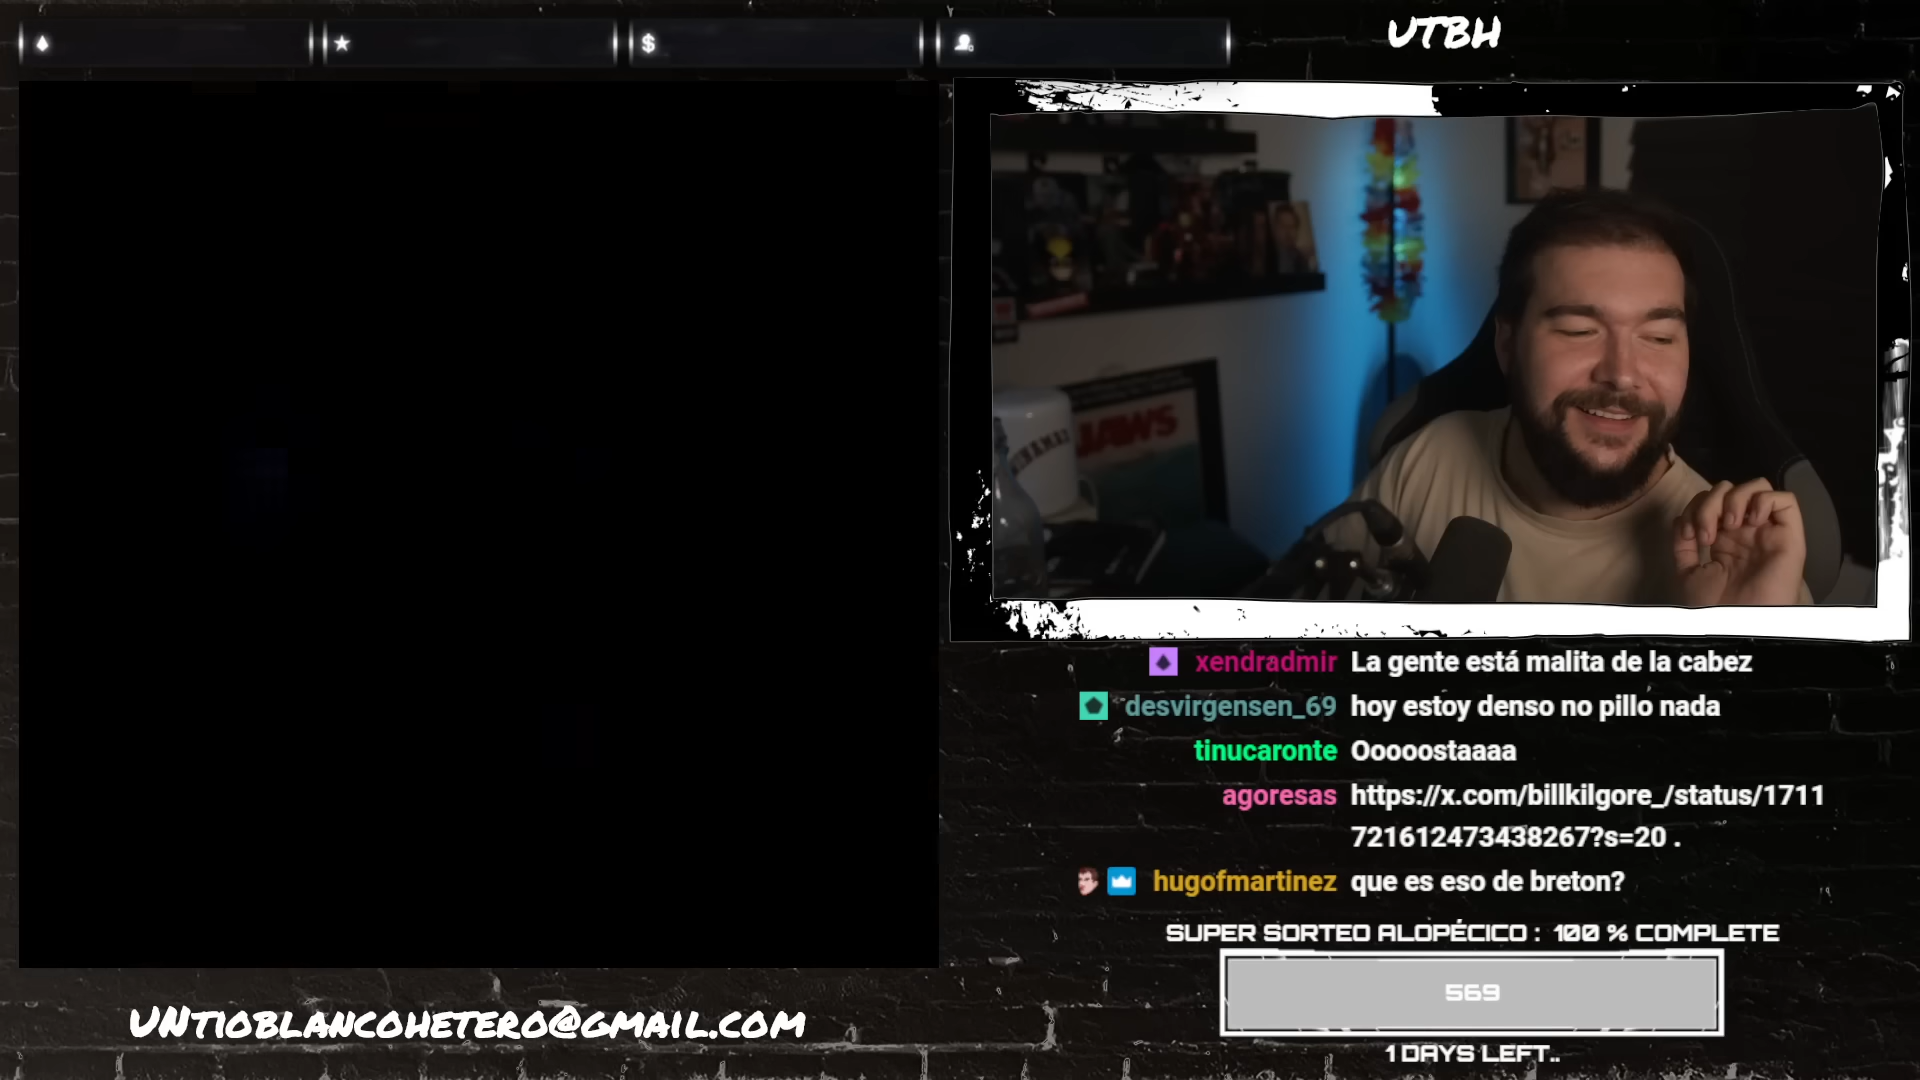 UTBH
JAWS
xendradmir La gente está malita de la cabez
desvirgensen_69 hoy estoy denso no pillo nada
tinucaronte Ooooostaaaa
agoresas https://x.com/billkilgore_/status/1711
721612473438267?s=20 .
hugofmartinez que es eso de breton?
SUPER SORTEO ALOPÉCICO : 100 % COMPLETE
569
1 DAYS LEFT..
UNTIOBLANCOHETERO@GMAIL.COM